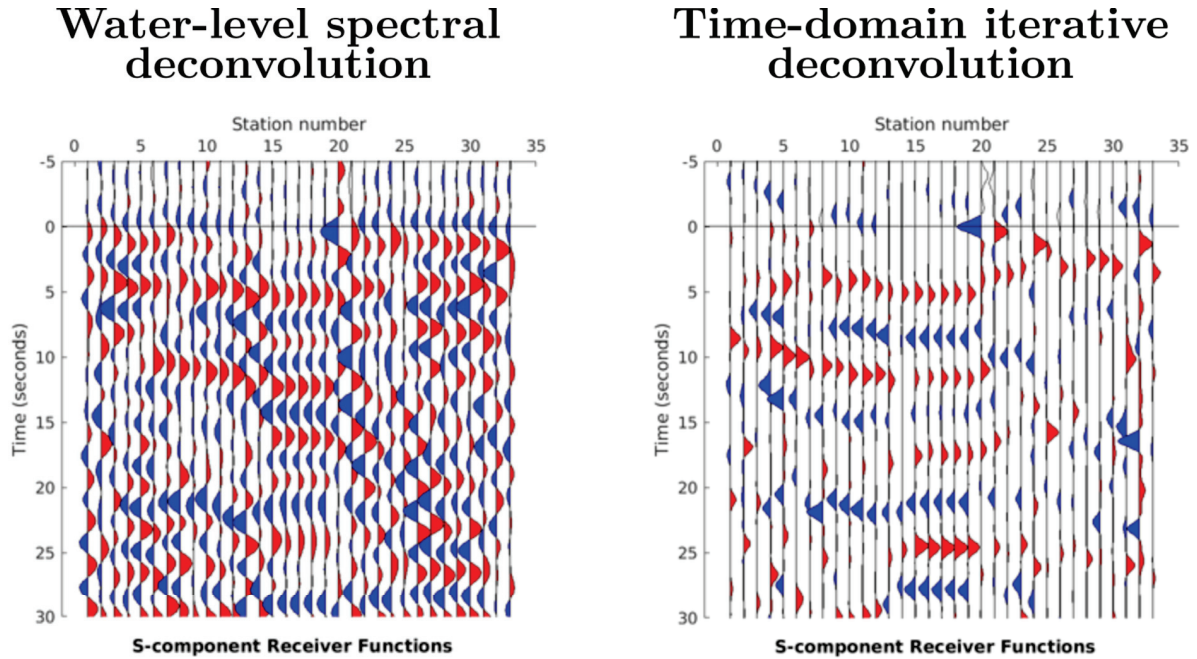 Water-level spectral
deconvolution
Station number
0 5 10 15 20 25 30 35
-5
0
5
10
15
20
25
30
Time (seconds)
S-component Receiver Functions
Time-domain iterative
deconvolution
Station number
0 5 10 15 20 25 30 35
-5
0
5
10
15
20
25
30
Time (seconds)
S-component Receiver Functions